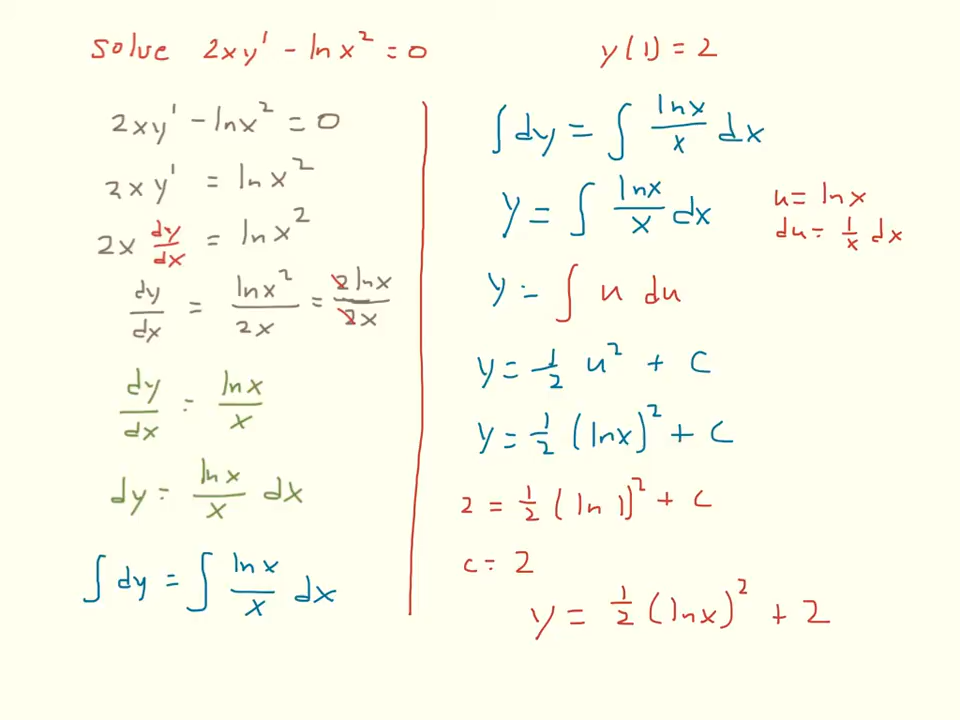 solve 2xy' - ln x² = 0 y(1) = 2
2xy' - ln x² = 0
2xy' = ln x²
2x dy/dx = ln x²
dy/dx = ln x²/2x = 2 ln x/2x
dy/dx = ln x/x
dy = ln x/x dx
∫ dy = ∫ ln x/x dx
∫ dy = ∫ ln x/x dx
y = ∫ ln x/x dx
u = ln x
du = 1/x dx
y = ∫ u du
y = 1/2 u² + C
y = 1/2 (ln x)² + C
2 = 1/2 (ln 1)² + C
c = 2
y = 1/2 (ln x)² + 2